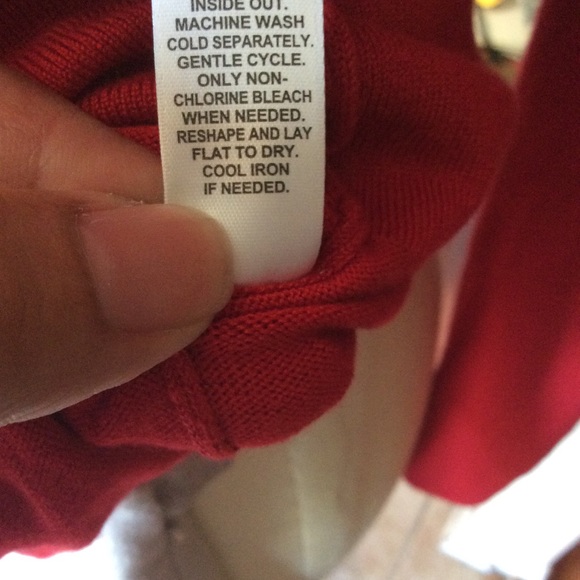 INSIDE OUT.
MACHINE WASH
COLD SEPARATELY.
GENTLE CYCLE.
ONLY NON-
CHLORINE BLEACH
WHEN NEEDED.
RESHAPE AND LAY
FLAT TO DRY.
COOL IRON
IF NEEDED.